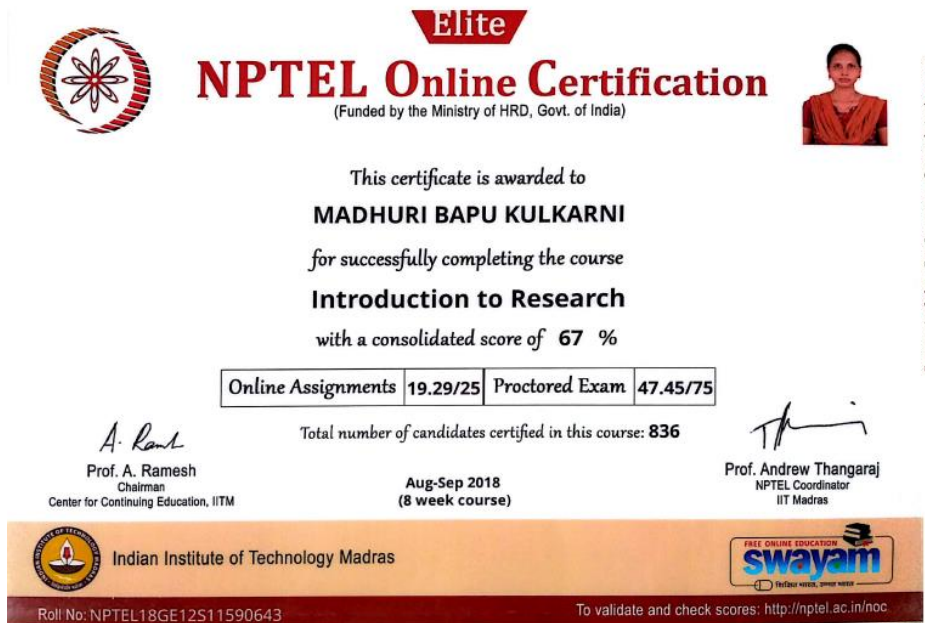 Elite
NPTEL Online Certification
(Funded by the Ministry of HRD, Govt. of India)
This certificate is awarded to
MADHURI BAPU KULKARNI
for successfully completing the course
Introduction to Research
with a consolidated score of 67 %
Online Assignments 19.29/25 Proctored Exam 47.45/75
Total number of candidates certified in this course: 836
Prof. A. Ramesh
Chairman
Center for Continuing Education, IITM
Aug-Sep 2018
(8 week course)
Prof. Andrew Thangaraj
NPTEL Coordinator
IIT Madras
Indian Institute of Technology Madras
FREE ONLINE EDUCATION
swayam
शिक्षित भारत, उन्नत भारत
Roll No: NPTEL18GE12S11590643
To validate and check scores: http://nptel.ac.in/noc